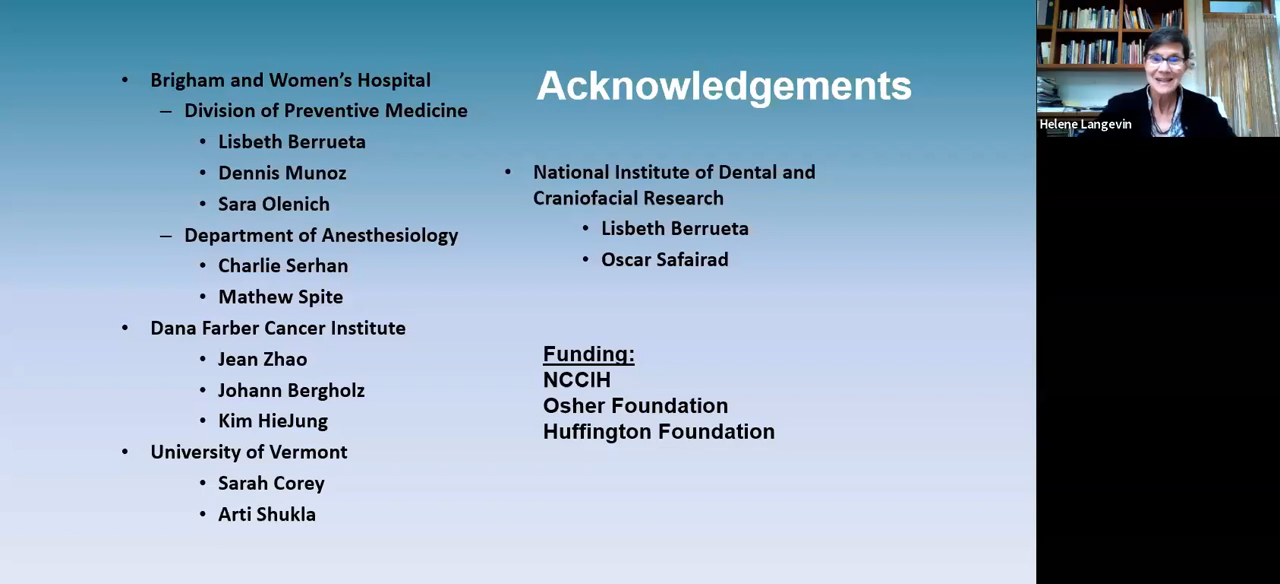 Acknowledgements
• Brigham and Women's Hospital
– Division of Preventive Medicine
• Lisbeth Berrueta
• Dennis Munoz
• Sara Olenich
– Department of Anesthesiology
• Charlie Serhan
• Mathew Spite
• Dana Farber Cancer Institute
• Jean Zhao
• Johann Bergholz
• Kim HieJung
• University of Vermont
• Sarah Corey
• Arti Shukla
• National Institute of Dental and
Craniofacial Research
• Lisbeth Berrueta
• Oscar Safairad
Funding:
NCCIH
Osher Foundation
Huffington Foundation
Helene Langevin